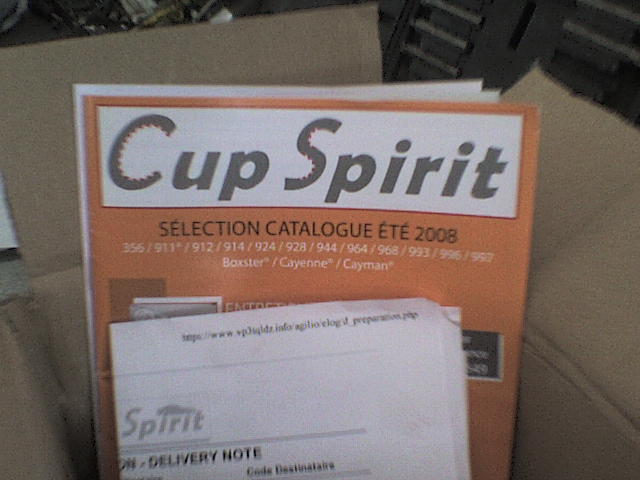 Cup Spirit
SÉLECTION CATALOGUE ÉTÉ 2008
356 / 911® / 912 / 914 / 924 / 928 / 944 / 964 / 968 / 993 / 996 / 997
Boxster® / Cayenne® / Cayman®
Spirit
ON - DELIVERY NOTE
Code Destinataire